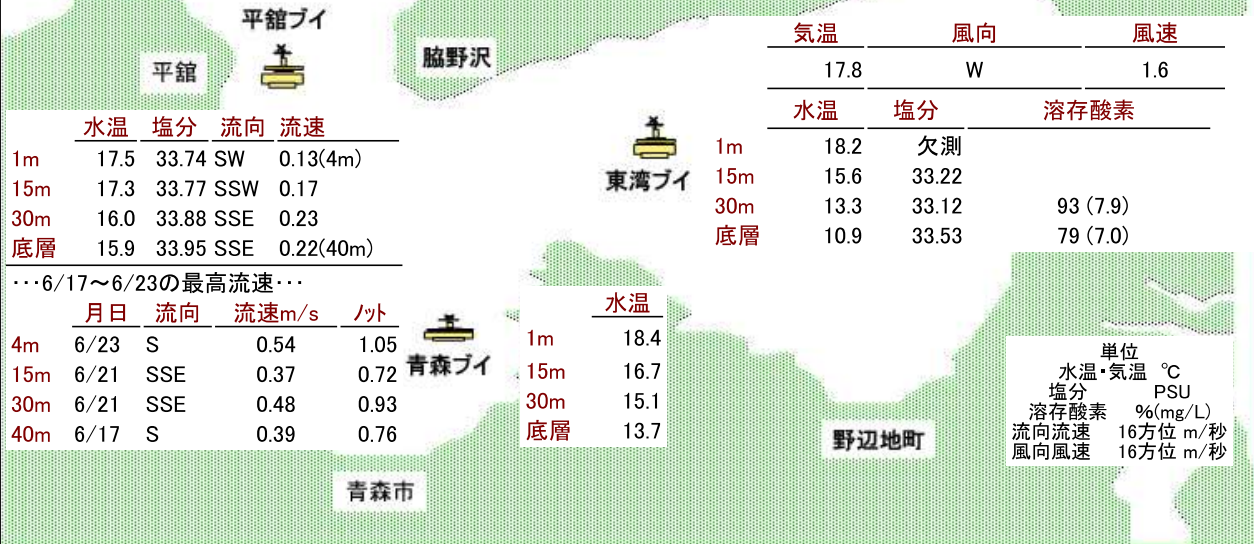 平舘ブイ
平舘
脇野沢
水温 塩分 流向 流速
1m 17.5 33.74 SW 0.13(4m)
15m 17.3 33.77 SSW 0.17
30m 16.0 33.88 SSE 0.23
底層 15.9 33.95 SSE 0.22(40m)
…6/17～6/23の最高流速…
月日 流向 流速m/s ノット
4m 6/23 S 0.54 1.05
15m 6/21 SSE 0.37 0.72
30m 6/21 SSE 0.48 0.93
40m 6/17 S 0.39 0.76
気温 風向 風速
17.8 W 1.6
東湾ブイ
水温 塩分 溶存酸素
1m 18.2 欠測
15m 15.6 33.22
30m 13.3 33.12 93 (7.9)
底層 10.9 33.53 79 (7.0)
青森ブイ
水温
1m 18.4
15m 16.7
30m 15.1
底層 13.7
青森市
野辺地町
単位
水温・気温 ℃
塩分 PSU
溶存酸素 %(mg/L)
流向流速 16方位 m/秒
風向風速 16方位 m/秒